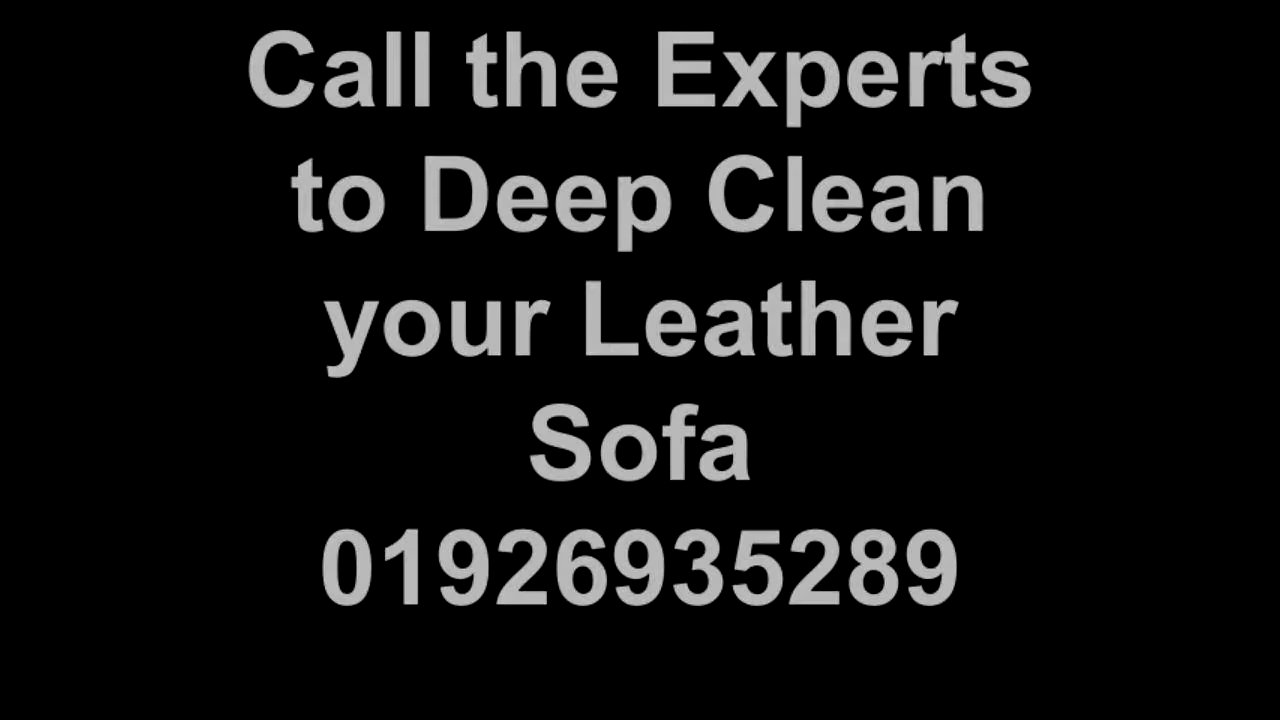 Call the Experts
to Deep Clean
your Leather
Sofa
01926935289